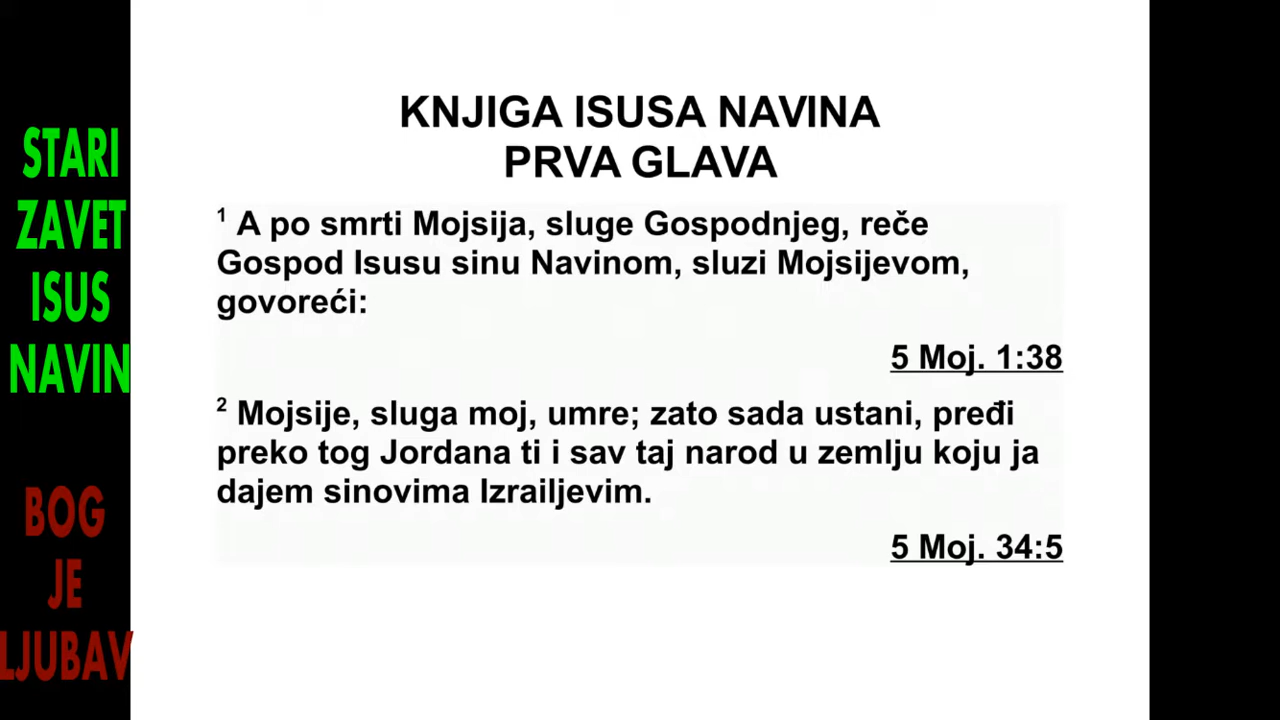 STARI
ZAVET
ISUS
NAVIN
BOG
JE
LJUBAV
KNJIGA ISUSA NAVINA
PRVA GLAVA
1 A po smrti Mojsija, sluge Gospodnjeg, reče
Gospod Isusu sinu Navinom, sluzi Mojsijevom,
govoreći:
5 Moj. 1:38
2 Mojsije, sluga moj, umre; zato sada ustani, pređi
preko tog Jordana ti i sav taj narod u zemlju koju ja
dajem sinovima Izrailjevim.
5 Moj. 34:5